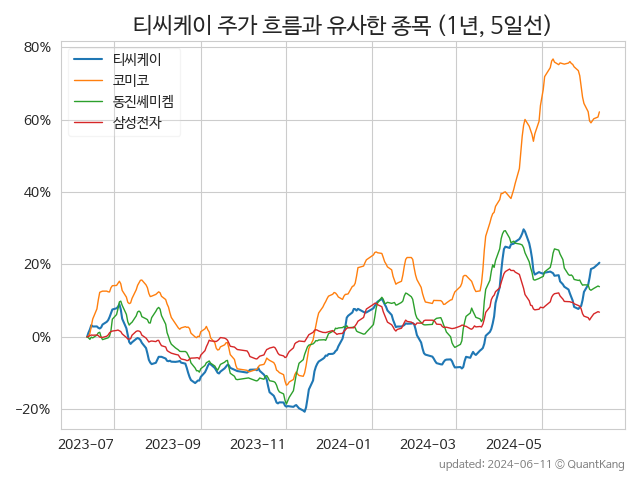 티씨케이 주가 흐름과 유사한 종목 (1년, 5일선)
80%
60%
40%
20%
0%
−20%
티씨케이
코미코
동진쎄미켐
삼성전자
2023-07
2023-09
2023-11
2024-01
2024-03
2024-05
updated: 2024-06-11 © QuantKang